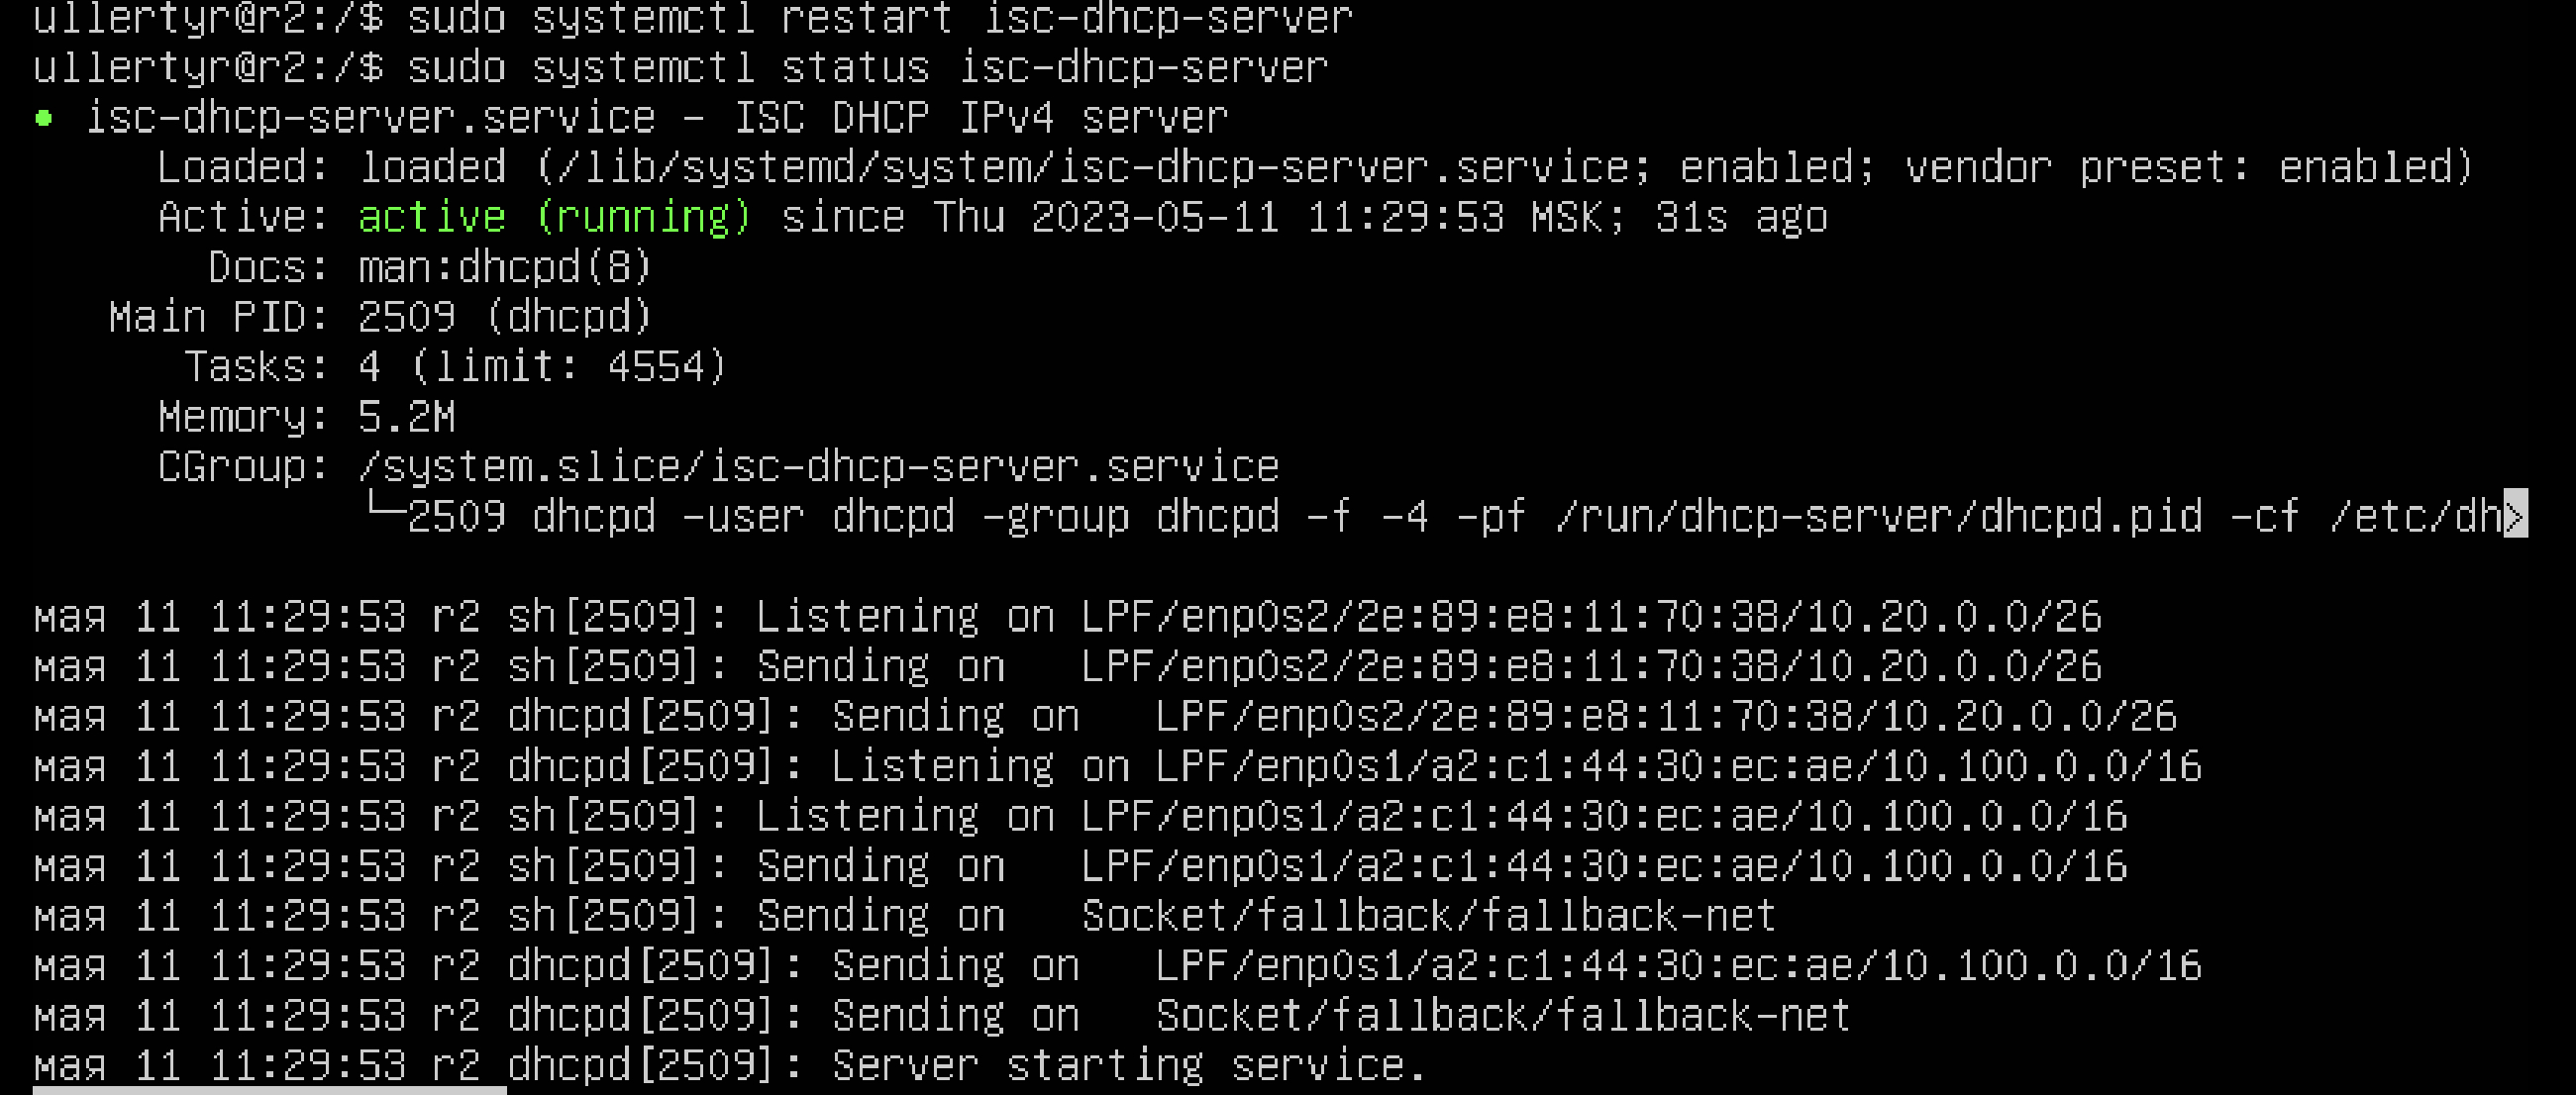 ullertyr@r2:/$ sudo systemctl restart isc-dhcp-server
ullertyr@r2:/$ sudo systemctl status isc-dhcp-server
● isc-dhcp-server.service - ISC DHCP IPv4 server
     Loaded: loaded (/lib/systemd/system/isc-dhcp-server.service; enabled; vendor preset: enabled)
     Active: active (running) since Thu 2023-05-11 11:29:53 MSK; 31s ago
       Docs: man:dhcpd(8)
   Main PID: 2509 (dhcpd)
      Tasks: 4 (limit: 4554)
     Memory: 5.2M
     CGroup: /system.slice/isc-dhcp-server.service
             └─2509 dhcpd -user dhcpd -group dhcpd -f -4 -pf /run/dhcp-server/dhcpd.pid -cf /etc/dh>
мая 11 11:29:53 r2 sh[2509]: Listening on LPF/enp0s2/2e:89:e8:11:70:38/10.20.0.0/26
мая 11 11:29:53 r2 sh[2509]: Sending on   LPF/enp0s2/2e:89:e8:11:70:38/10.20.0.0/26
мая 11 11:29:53 r2 dhcpd[2509]: Sending on   LPF/enp0s2/2e:89:e8:11:70:38/10.20.0.0/26
мая 11 11:29:53 r2 dhcpd[2509]: Listening on LPF/enp0s1/a2:c1:44:30:ec:ae/10.100.0.0/16
мая 11 11:29:53 r2 sh[2509]: Listening on LPF/enp0s1/a2:c1:44:30:ec:ae/10.100.0.0/16
мая 11 11:29:53 r2 sh[2509]: Sending on   LPF/enp0s1/a2:c1:44:30:ec:ae/10.100.0.0/16
мая 11 11:29:53 r2 sh[2509]: Sending on   Socket/fallback/fallback-net
мая 11 11:29:53 r2 dhcpd[2509]: Sending on   LPF/enp0s1/a2:c1:44:30:ec:ae/10.100.0.0/16
мая 11 11:29:53 r2 dhcpd[2509]: Sending on   Socket/fallback/fallback-net
мая 11 11:29:53 r2 dhcpd[2509]: Server starting service.